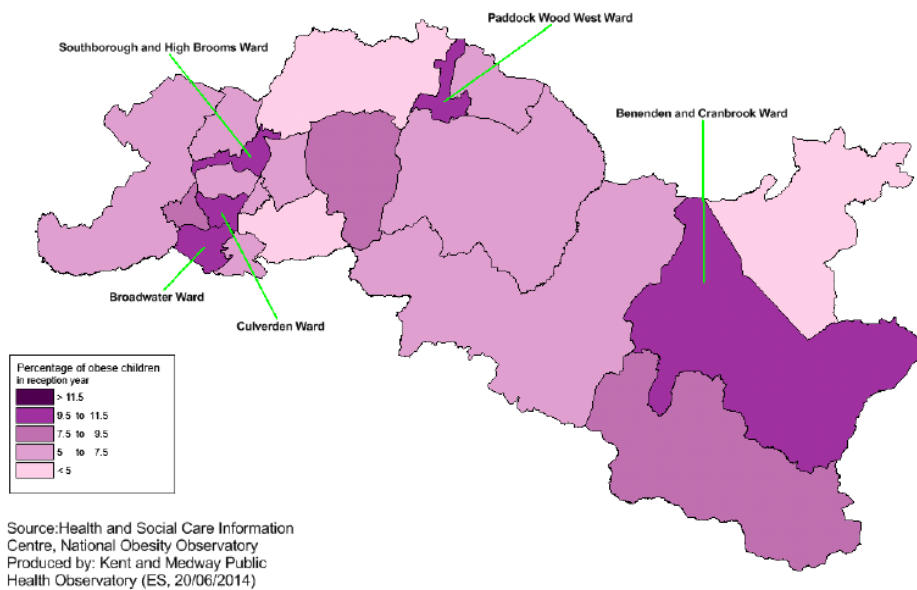 Paddock Wood West Ward
Southborough and High Brooms Ward
Benenden and Cranbrook Ward
Broadwater Ward
Culverden Ward
Percentage of obese children
in reception year
> 11.5
9.5 to 11.5
7.5 to 9.5
5 to 7.5
< 5
Source:Health and Social Care Information
Centre, National Obesity Observatory
Produced by: Kent and Medway Public
Health Observatory (ES, 20/06/2014)